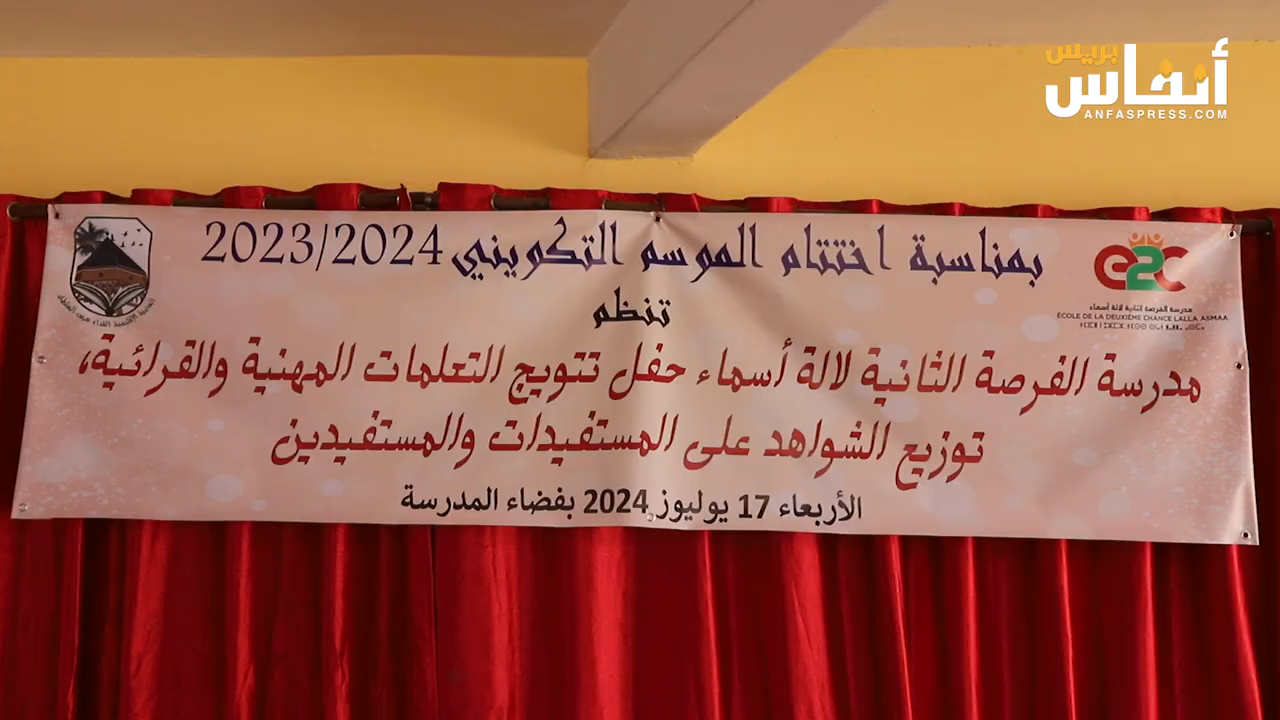 بريس
أنفاس
ANFASPRESS.COM
بمناسبة اختتام الموسم التكويني 2023/2024
تنظم
مدرسة الفرصة الثانية لالة أسماء حفل تتويج التعلمات المهنية والقرائية،
توزيع الشواهد على المستفيدات والمستفيدين
الأربعاء 17 يوليوز 2024 بفضاء المدرسة
e2c
مدرسة الفرصة الثانية لالة أسماء
ÉCOLE DE LA DEUXIÈME CHANCE LALLA ASMAA